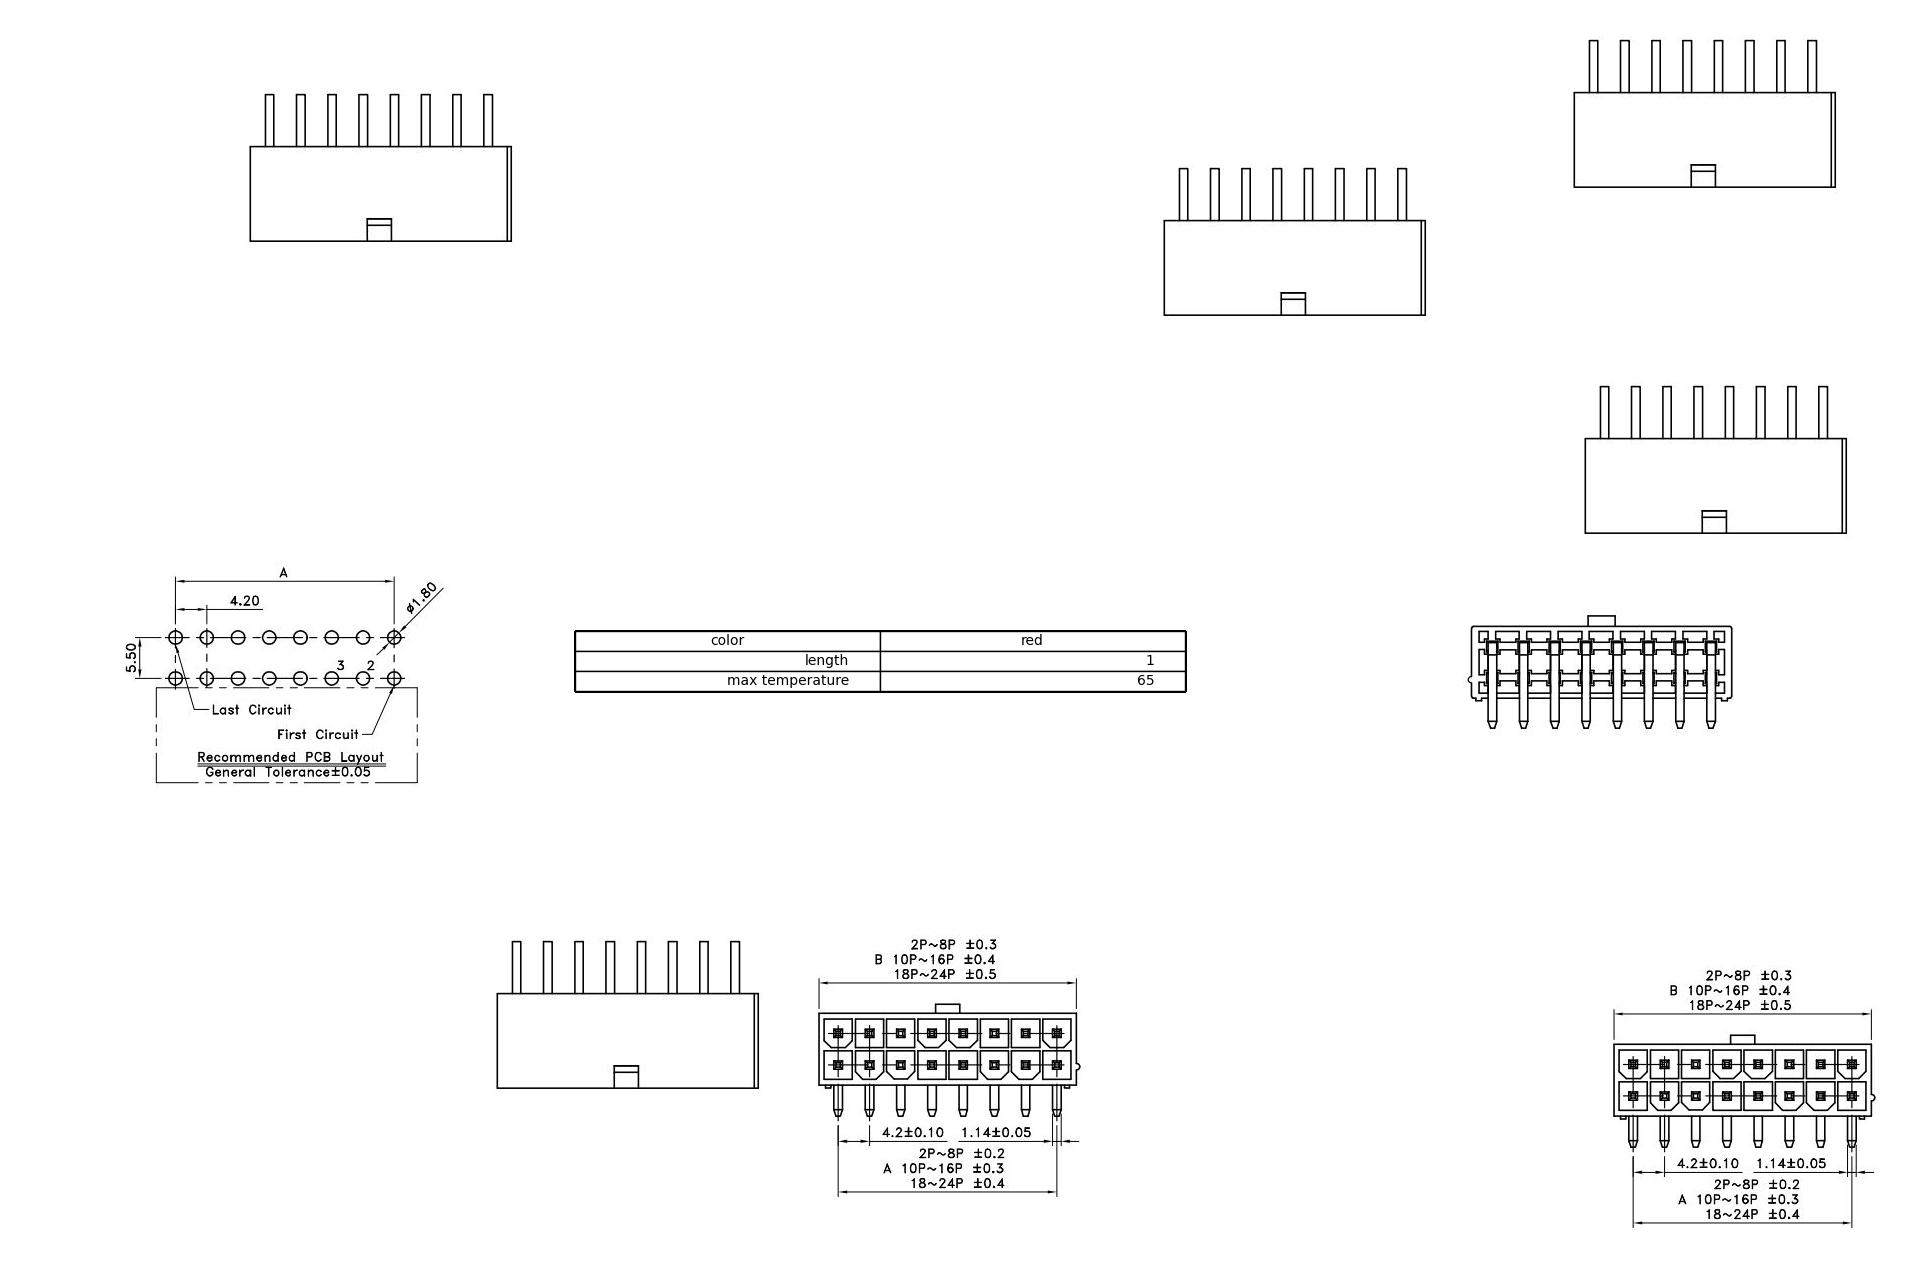 A
4.20
ø1.80
5.50
3 2
Last Circuit
First Circuit
Recommended PCB Layout
General Tolerance±0.05
color red
length 1
max temperature 65
2P~8P ±0.3
B 10P~16P ±0.4
18P~24P ±0.5
4.2±0.10 1.14±0.05
2P~8P ±0.2
A 10P~16P ±0.3
18~24P ±0.4
2P~8P ±0.3
B 10P~16P ±0.4
18P~24P ±0.5
4.2±0.10 1.14±0.05
2P~8P ±0.2
A 10P~16P ±0.3
18~24P ±0.4